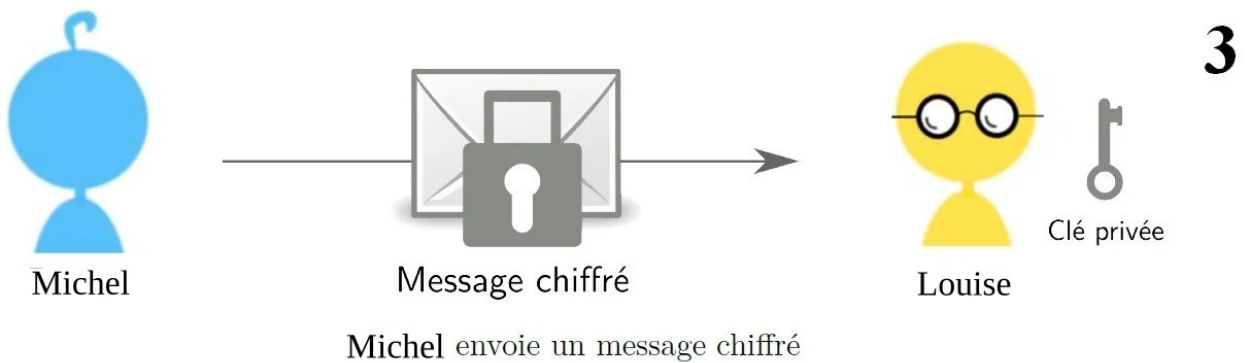 3
Clé privée
Michel
Message chiffré
Louise
Michel envoie un message chiffré